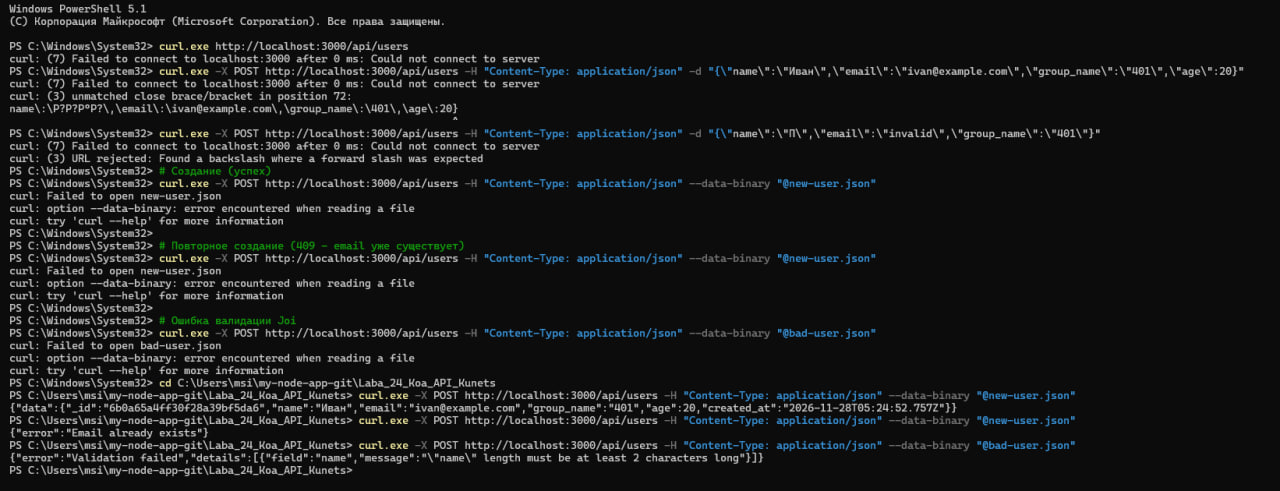 Windows PowerShell 5.1
(C) Корпорация Майкрософт (Microsoft Corporation). Все права защищены.
PS C:\Windows\System32> curl.exe http://localhost:3000/api/users
curl: (7) Failed to connect to localhost:3000 after 0 ms: Could not connect to server
PS C:\Windows\System32> curl.exe -X POST http://localhost:3000/api/users -H "Content-Type: application/json" -d "{\"name\":\"Иван\",\"email\":\"ivan@example.com\",\"group_name\":\"401\",\"age\":20}"
curl: (7) Failed to connect to localhost:3000 after 0 ms: Could not connect to server
curl: (3) unmatched close brace/bracket in position 72:
name\:\Р?Р?Р°Р?\,\email\:\ivan@example.com\,\group_name\:\401\,\age\:20}
^
PS C:\Windows\System32> curl.exe -X POST http://localhost:3000/api/users -H "Content-Type: application/json" -d "{\"name\":\"П\",\"email\":\"invalid\",\"group_name\":\"401\"}"
curl: (7) Failed to connect to localhost:3000 after 0 ms: Could not connect to server
curl: (3) URL rejected: Found a backslash where a forward slash was expected
PS C:\Windows\System32> # Создание (успех)
PS C:\Windows\System32> curl.exe -X POST http://localhost:3000/api/users -H "Content-Type: application/json" --data-binary "@new-user.json"
curl: Failed to open new-user.json
curl: option --data-binary: error encountered when reading a file
curl: try 'curl --help' for more information
PS C:\Windows\System32>
PS C:\Windows\System32> # Повторное создание (409 - email уже существует)
PS C:\Windows\System32> curl.exe -X POST http://localhost:3000/api/users -H "Content-Type: application/json" --data-binary "@new-user.json"
curl: Failed to open new-user.json
curl: option --data-binary: error encountered when reading a file
curl: try 'curl --help' for more information
PS C:\Windows\System32>
PS C:\Windows\System32> # Ошибка валидации Joi
PS C:\Windows\System32> curl.exe -X POST http://localhost:3000/api/users -H "Content-Type: application/json" --data-binary "@bad-user.json"
curl: Failed to open bad-user.json
curl: option --data-binary: error encountered when reading a file
curl: try 'curl --help' for more information
PS C:\Windows\System32> cd C:\Users\msi\my-node-app-git\Laba_24_Koa_API_Kunets
PS C:\Users\msi\my-node-app-git\Laba_24_Koa_API_Kunets> curl.exe -X POST http://localhost:3000/api/users -H "Content-Type: application/json" --data-binary "@new-user.json"
{"data":{"_id":"6b0a65a4ff30f28a39bf5da6","name":"Иван","email":"ivan@example.com","group_name":"401","age":20,"created_at":"2026-11-28T05:24:52.757Z"}}
PS C:\Users\msi\my-node-app-git\Laba_24_Koa_API_Kunets> curl.exe -X POST http://localhost:3000/api/users -H "Content-Type: application/json" --data-binary "@new-user.json"
{"error":"Email already exists"}
PS C:\Users\msi\my-node-app-git\Laba_24_Koa_API_Kunets> curl.exe -X POST http://localhost:3000/api/users -H "Content-Type: application/json" --data-binary "@bad-user.json"
{"error":"Validation failed","details":[{"field":"name","message":"\"name\" length must be at least 2 characters long"}]}
PS C:\Users\msi\my-node-app-git\Laba_24_Koa_API_Kunets>